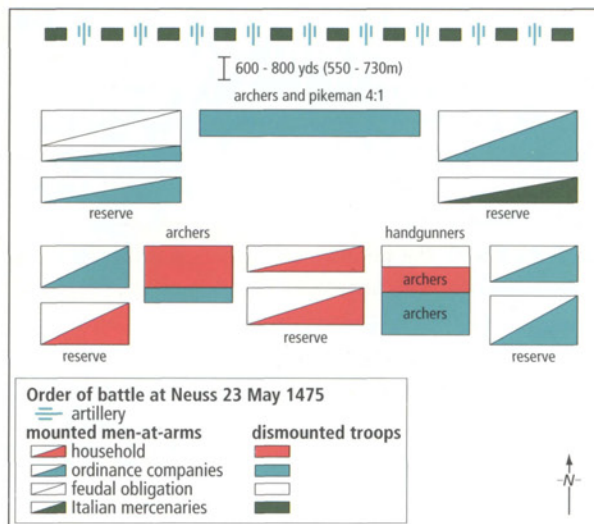 600 - 800 yds (550 - 730m)
archers and pikeman 4:1
reserve
reserve
archers
handgunners
archers
archers
reserve
reserve
reserve
Order of battle at Neuss 23 May 1475
artillery
mounted men-at-arms dismounted troops
household
ordinance companies
feudal obligation
Italian mercenaries
N